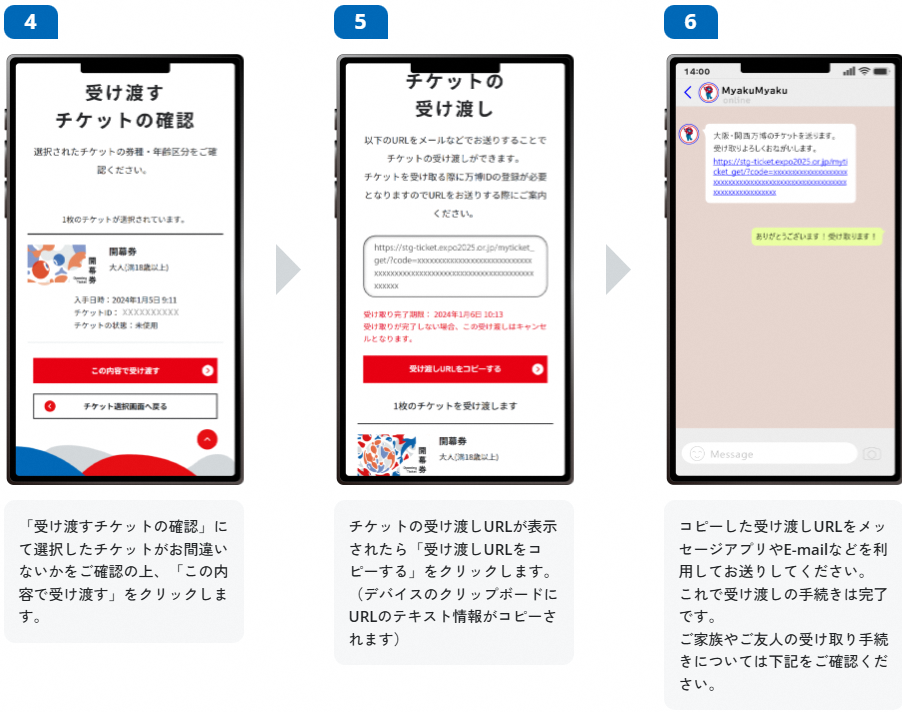 4
受け渡す
チケットの確認
選択されたチケットの券種・年齢区分をご確
認ください。
1枚のチケットが選択されています。
開幕券
大人(満18歳以上)
開幕券
Opening Ticket
入手日時：2024年1月5日 9:11
チケットID： XXXXXXXXXX
チケットの状態：未使用
この内容で受け渡す
チケット選択画面へ戻る
「受け渡すチケットの確認」に
て選択したチケットがお間違い
ないかをご確認の上、「この内
容で受け渡す」をクリックしま
す。
5
チケットの
受け渡し
以下のURLをメールなどでお送りすることで
チケットの受け渡しができます。
チケットを受け取る際に万博IDの登録が必要
となりますのでURLをお送りする際にご案内
ください。
https://stg-ticket.expo2025.or.jp/myticket_
get/?code=xxxxxxxxxxxxxxxxxxxxxxxxxxx
xxxxxxxxxxxxxxxxxxxxxxxxxxxxxxxxxxxxx
xxxxxx
受け取り完了期限： 2024年1月6日 10:13
受け取りが完了しない場合、この受け渡しはキャンセ
ルとなります。
受け渡しURLをコピーする
1枚のチケットを受け渡します
開幕券
大人(満18歳以上)
開幕券
Opening Ticket
チケットの受け渡しURLが表示
されたら「受け渡しURLをコ
ピーする」をクリックします。
（デバイスのクリップボードに
URLのテキスト情報がコピーさ
れます）
6
14:00
MyakuMyaku
online
大阪・関西万博のチケットを送ります。
受け取りよろしくおねがいします。
https://stg-ticket.expo2025.or.jp/myti
cket_get/?code=xxxxxxxxxxxxxxxxxxxx
xxxxxxxxxxxxxxxxxxxxxxxxxxxxxxxxxxxx
xxxxxxxxxxxxxxxxx
ありがとうございます！受け取ります！
Message
コピーした受け渡しURLをメッ
セージアプリやE-mailなどを利
用してお送りしてください。
これで受け渡しの手続きは完了
です。
ご家族やご友人の受け取り手続
きについては下記をご確認くだ
さい。